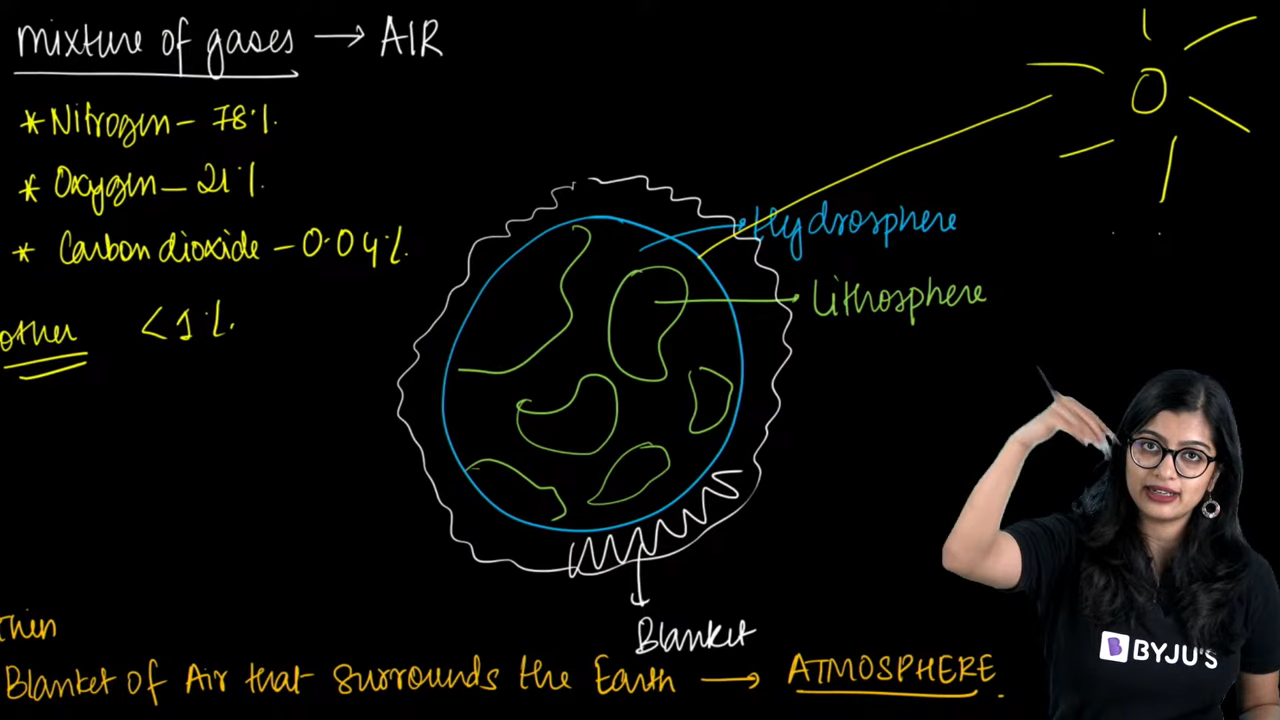 mixture of gases → AIR
* Nitrogen – 78%.
* Oxygen – 21%.
* Carbon dioxide – 0.04%.
other <1%.
Hydrosphere
Lithosphere
Blanket
then
Blanket of Air that surrounds the Earth → ATMOSPHERE.
BYJU'S